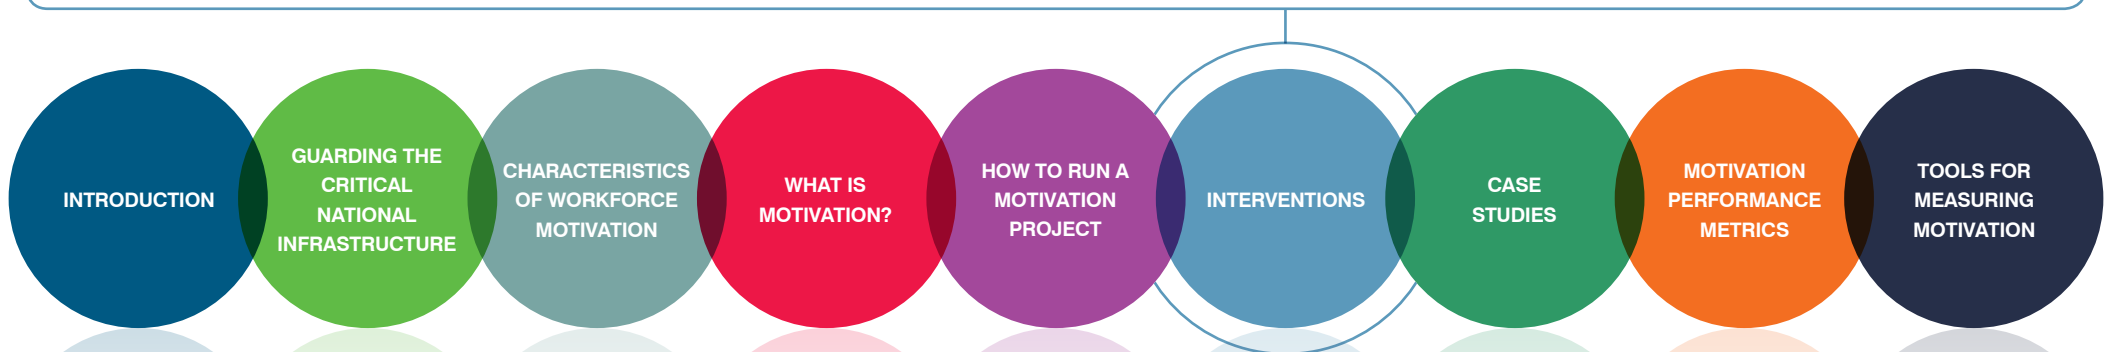 INTRODUCTION
GUARDING THE
CRITICAL
NATIONAL
INFRASTRUCTURE
CHARACTERISTICS
OF WORKFORCE
MOTIVATION
WHAT IS
MOTIVATION?
HOW TO RUN A
MOTIVATION
PROJECT
INTERVENTIONS
CASE
STUDIES
MOTIVATION
PERFORMANCE
METRICS
TOOLS FOR
MEASURING
MOTIVATION